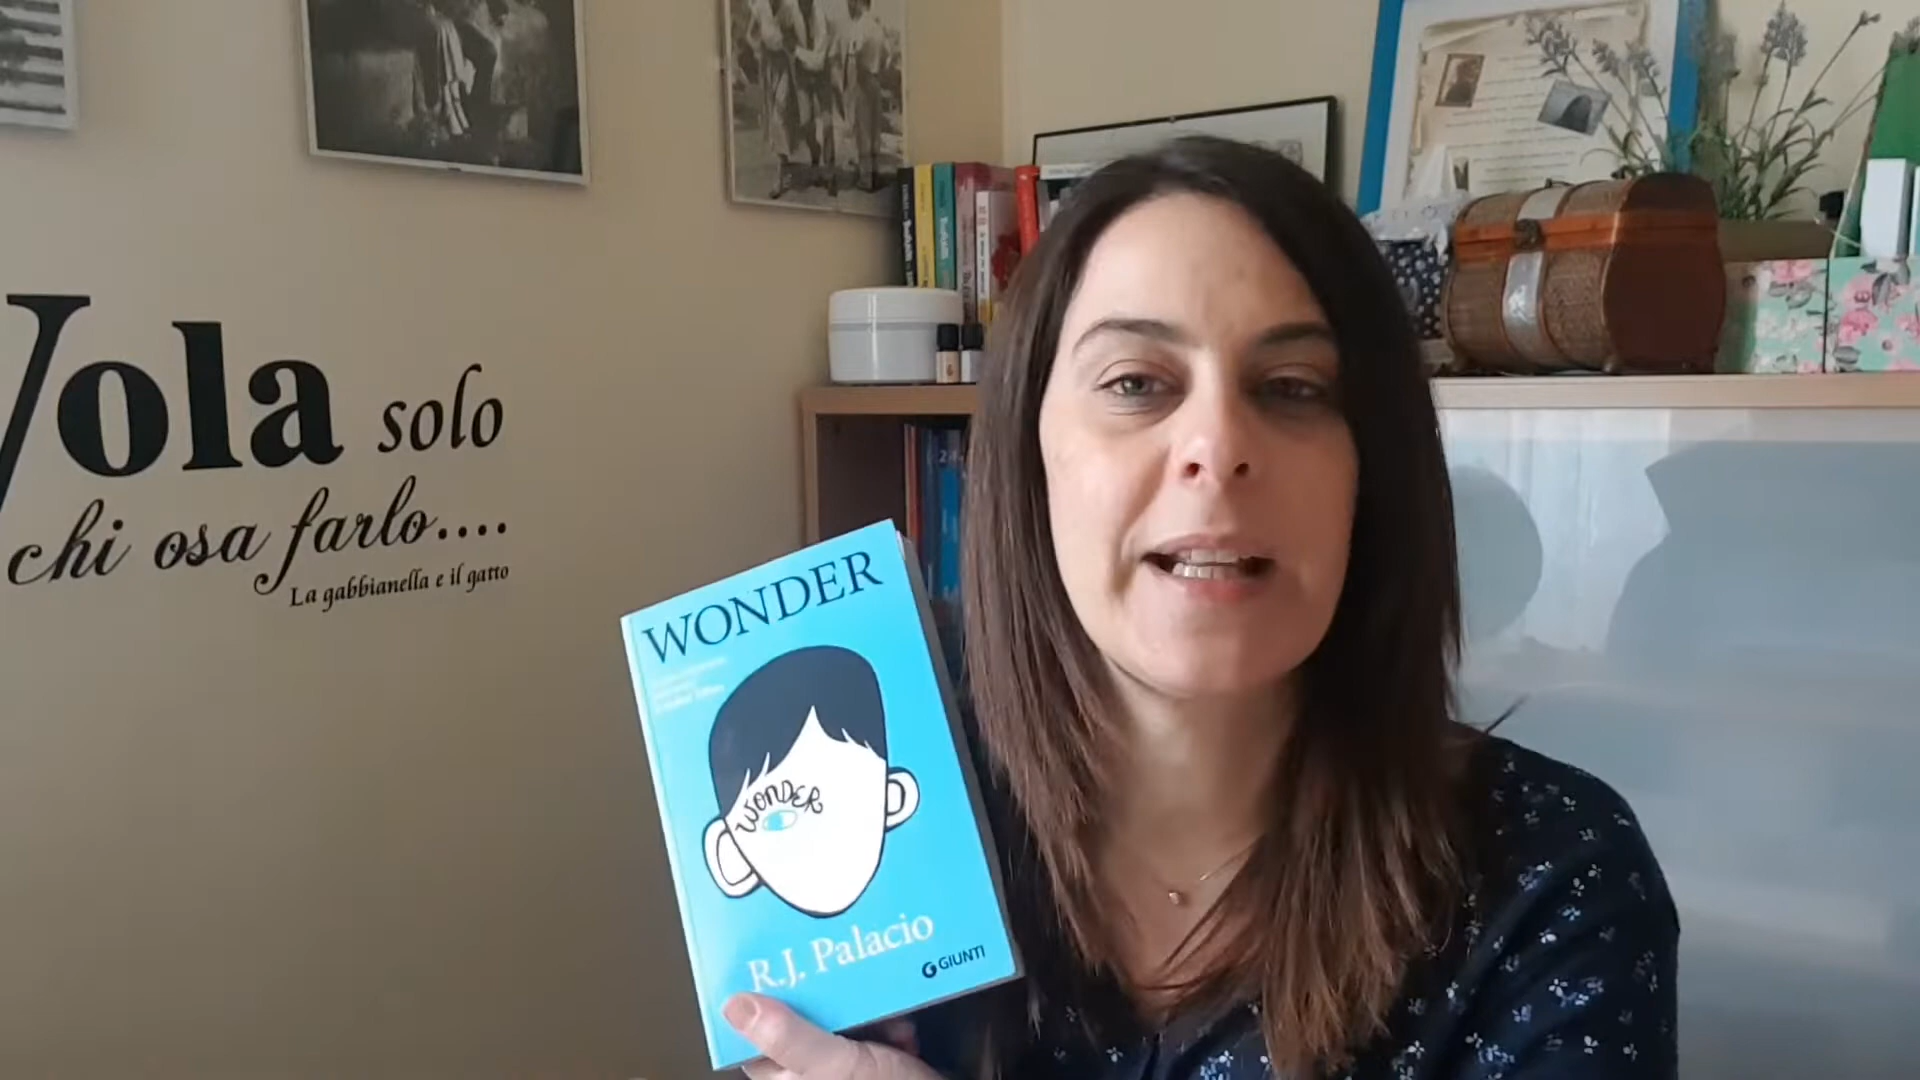 Vola solo
chi osa farlo....
La gabbianella e il gatto
WONDER
WONDER
R.J. Palacio
GIUNTI